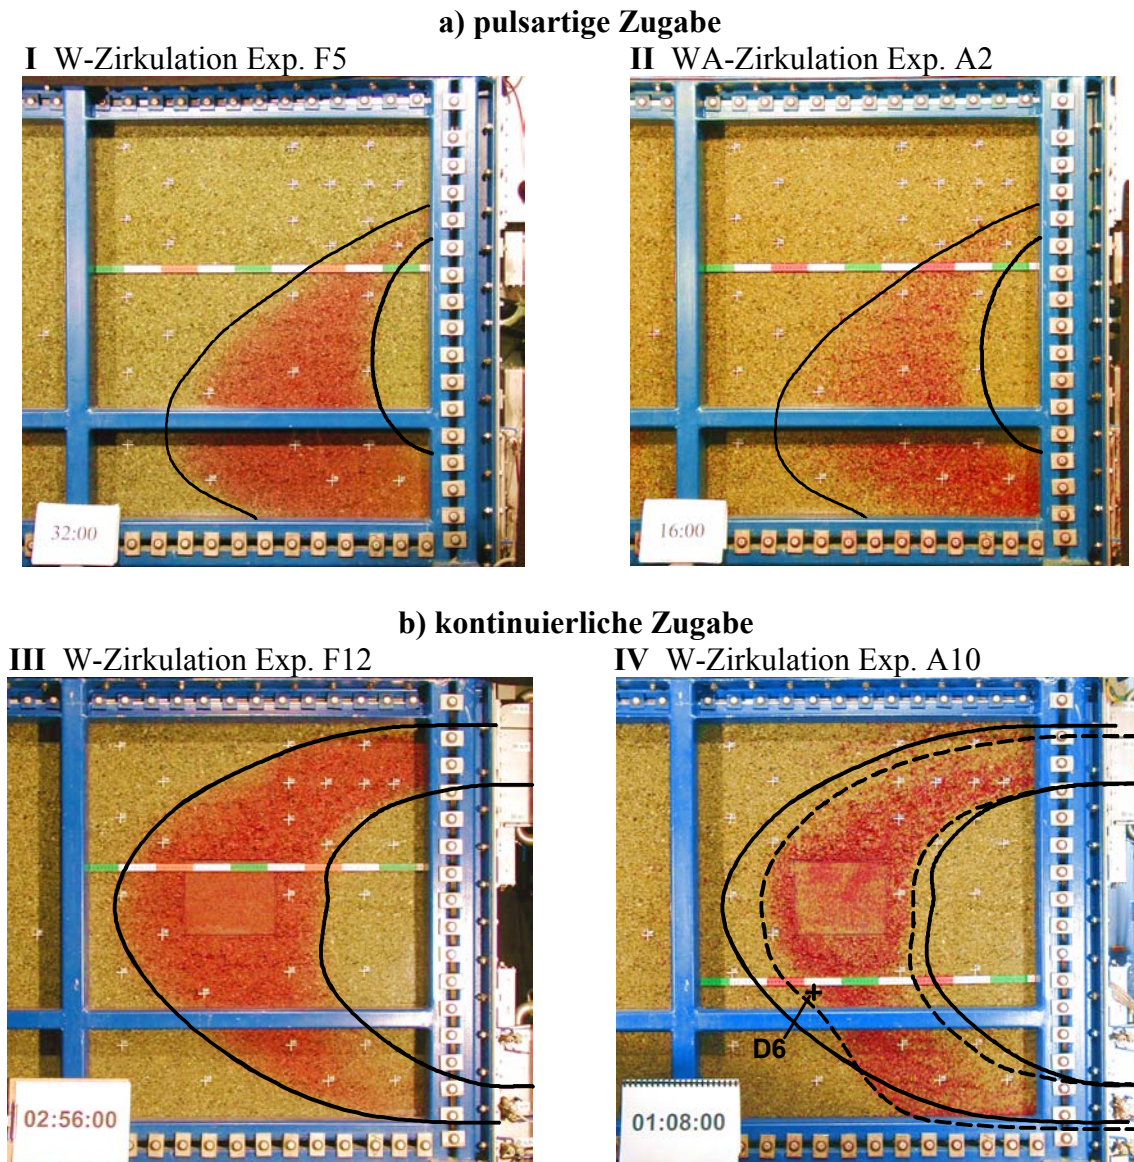 a) pulsartige Zugabe
I W-Zirkulation Exp. F5
II WA-Zirkulation Exp. A2
32:00
16:00
b) kontinuierliche Zugabe
III W-Zirkulation Exp. F12
IV W-Zirkulation Exp. A10
D6
02:56:00
01:08:00